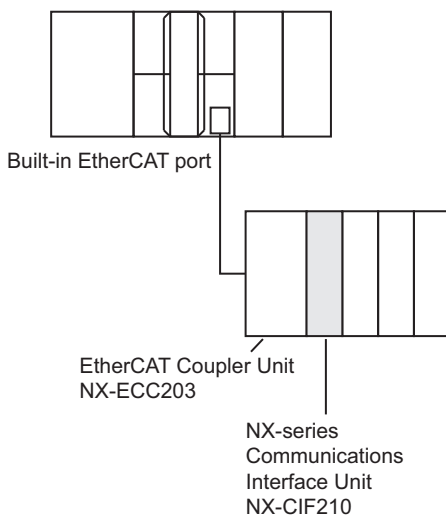 Built-in EtherCAT port
EtherCAT Coupler Unit
NX-ECC203
NX-series
Communications
Interface Unit
NX-CIF210